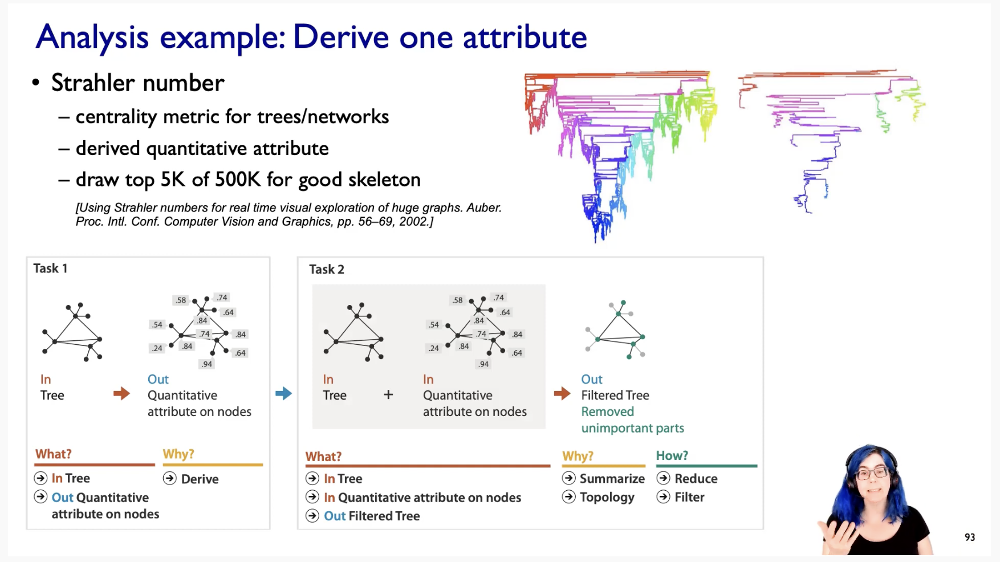 Analysis example: Derive one attribute
• Strahler number
– centrality metric for trees/networks
– derived quantitative attribute
– draw top 5K of 500K for good skeleton
[Using Strahler numbers for real time visual exploration of huge graphs. Auber.
Proc. Intl. Conf. Computer Vision and Graphics, pp. 56–69, 2002.]
Task 1
.58
.74
.64
.84
.54
.74
.84
.24
.84
.64
.94
In
Tree
Out
Quantitative
attribute on nodes
What?
In Tree
Out Quantitative
attribute on nodes
Why?
Derive
Task 2
.58
.74
.64
.84
.54
.74
.84
.24
.84
.64
.94
In
Tree
+
In
Quantitative
attribute on nodes
Out
Filtered Tree
Removed
unimportant parts
What?
In Tree
In Quantitative attribute on nodes
Out Filtered Tree
Why?
Summarize
Topology
How?
Reduce
Filter
93